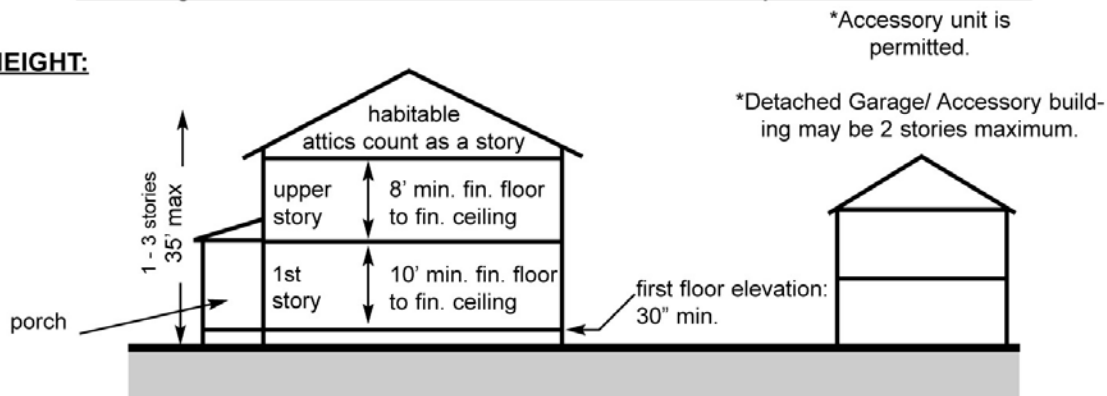 *Accessory unit is
permitted.
HEIGHT:
*Detached Garage/ Accessory build-
ing may be 2 stories maximum.
habitable
attics count as a story
1 - 3 stories
35’ max
upper
story
8’ min. fin. floor
to fin. ceiling
1st
story
10’ min. fin. floor
to fin. ceiling
porch
first floor elevation:
30” min.